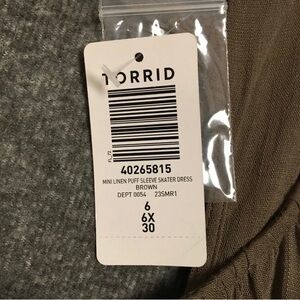 TORRID
40265815
MINI LINEN PUFF SLEEVE SKATER DRESS
BROWN
DEPT 0054 23SMR1
6
6X
30